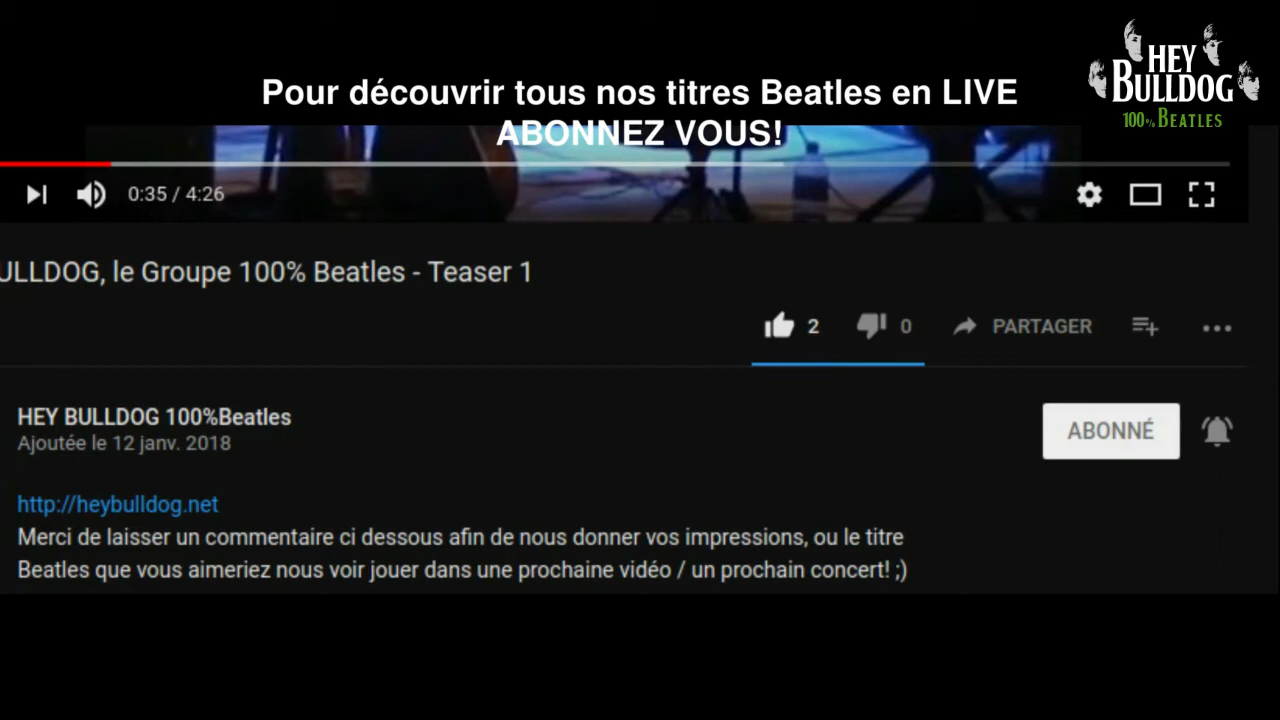 HEY
BULLDOG
100% BEATLES
Pour découvrir tous nos titres Beatles en LIVE
ABONNEZ VOUS!
0:35 / 4:26
ULLDOG, le Groupe 100% Beatles - Teaser 1
2
0
PARTAGER
HEY BULLDOG 100%Beatles
ABONNÉ
Ajoutée le 12 janv. 2018
http://heybulldog.net
Merci de laisser un commentaire ci dessous afin de nous donner vos impressions, ou le titre
Beatles que vous aimeriez nous voir jouer dans une prochaine vidéo / un prochain concert! ;)